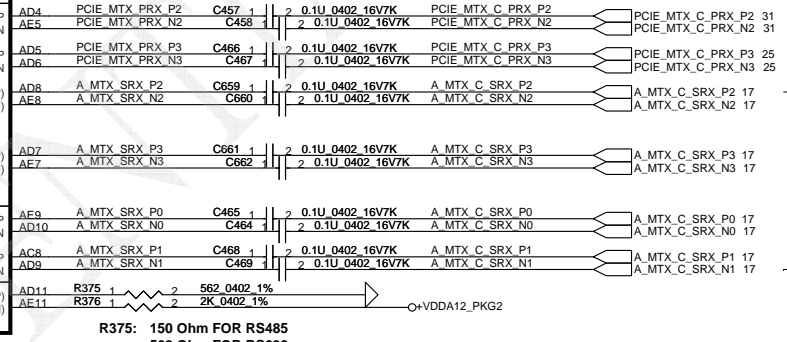 AD4 PCIE_MTX_PRX_P2 C457 1 2 0.1U_0402_16V7K PCIE_MTX_C_PRX_P2 PCIE_MTX_C_PRX_P2 31
AE5 PCIE_MTX_PRX_N2 C458 1 2 0.1U_0402_16V7K PCIE_MTX_C_PRX_N2 PCIE_MTX_C_PRX_N2 31
AD5 PCIE_MTX_PRX_P3 C466 1 2 0.1U_0402_16V7K PCIE_MTX_C_PRX_P3 PCIE_MTX_C_PRX_P3 25
AD6 PCIE_MTX_PRX_N3 C467 1 2 0.1U_0402_16V7K PCIE_MTX_C_PRX_N3 PCIE_MTX_C_PRX_N3 25
AD8 A_MTX_SRX_P2 C659 1 2 0.1U_0402_16V7K A_MTX_C_SRX_P2 A_MTX_C_SRX_P2 17
AE8 A_MTX_SRX_N2 C660 1 2 0.1U_0402_16V7K A_MTX_C_SRX_N2 A_MTX_C_SRX_N2 17
AD7 A_MTX_SRX_P3 C661 1 2 0.1U_0402_16V7K A_MTX_C_SRX_P3 A_MTX_C_SRX_P3 17
AE7 A_MTX_SRX_N3 C662 1 2 0.1U_0402_16V7K A_MTX_C_SRX_N3 A_MTX_C_SRX_N3 17
AE9 A_MTX_SRX_P0 C465 1 2 0.1U_0402_16V7K A_MTX_C_SRX_P0 A_MTX_C_SRX_P0 17
AD10 A_MTX_SRX_N0 C464 1 2 0.1U_0402_16V7K A_MTX_C_SRX_N0 A_MTX_C_SRX_N0 17
AC8 A_MTX_SRX_P1 C468 1 2 0.1U_0402_16V7K A_MTX_C_SRX_P1 A_MTX_C_SRX_P1 17
AD9 A_MTX_SRX_N1 C469 1 2 0.1U_0402_16V7K A_MTX_C_SRX_N1 A_MTX_C_SRX_N1 17
AD11 R375 1 2 562_0402_1%
AE11 R376 1 2 2K_0402_1% +VDDA12_PKG2
R375: 150 Ohm FOR RS485